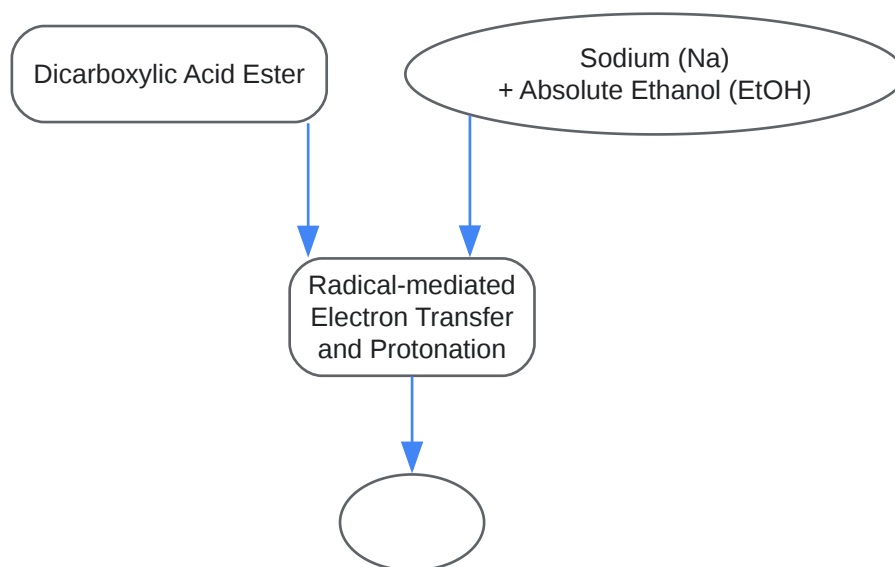 Dicarboxylic Acid Ester
Sodium (Na)
+ Absolute Ethanol (EtOH)
Radical-mediated
Electron Transfer
and Protonation